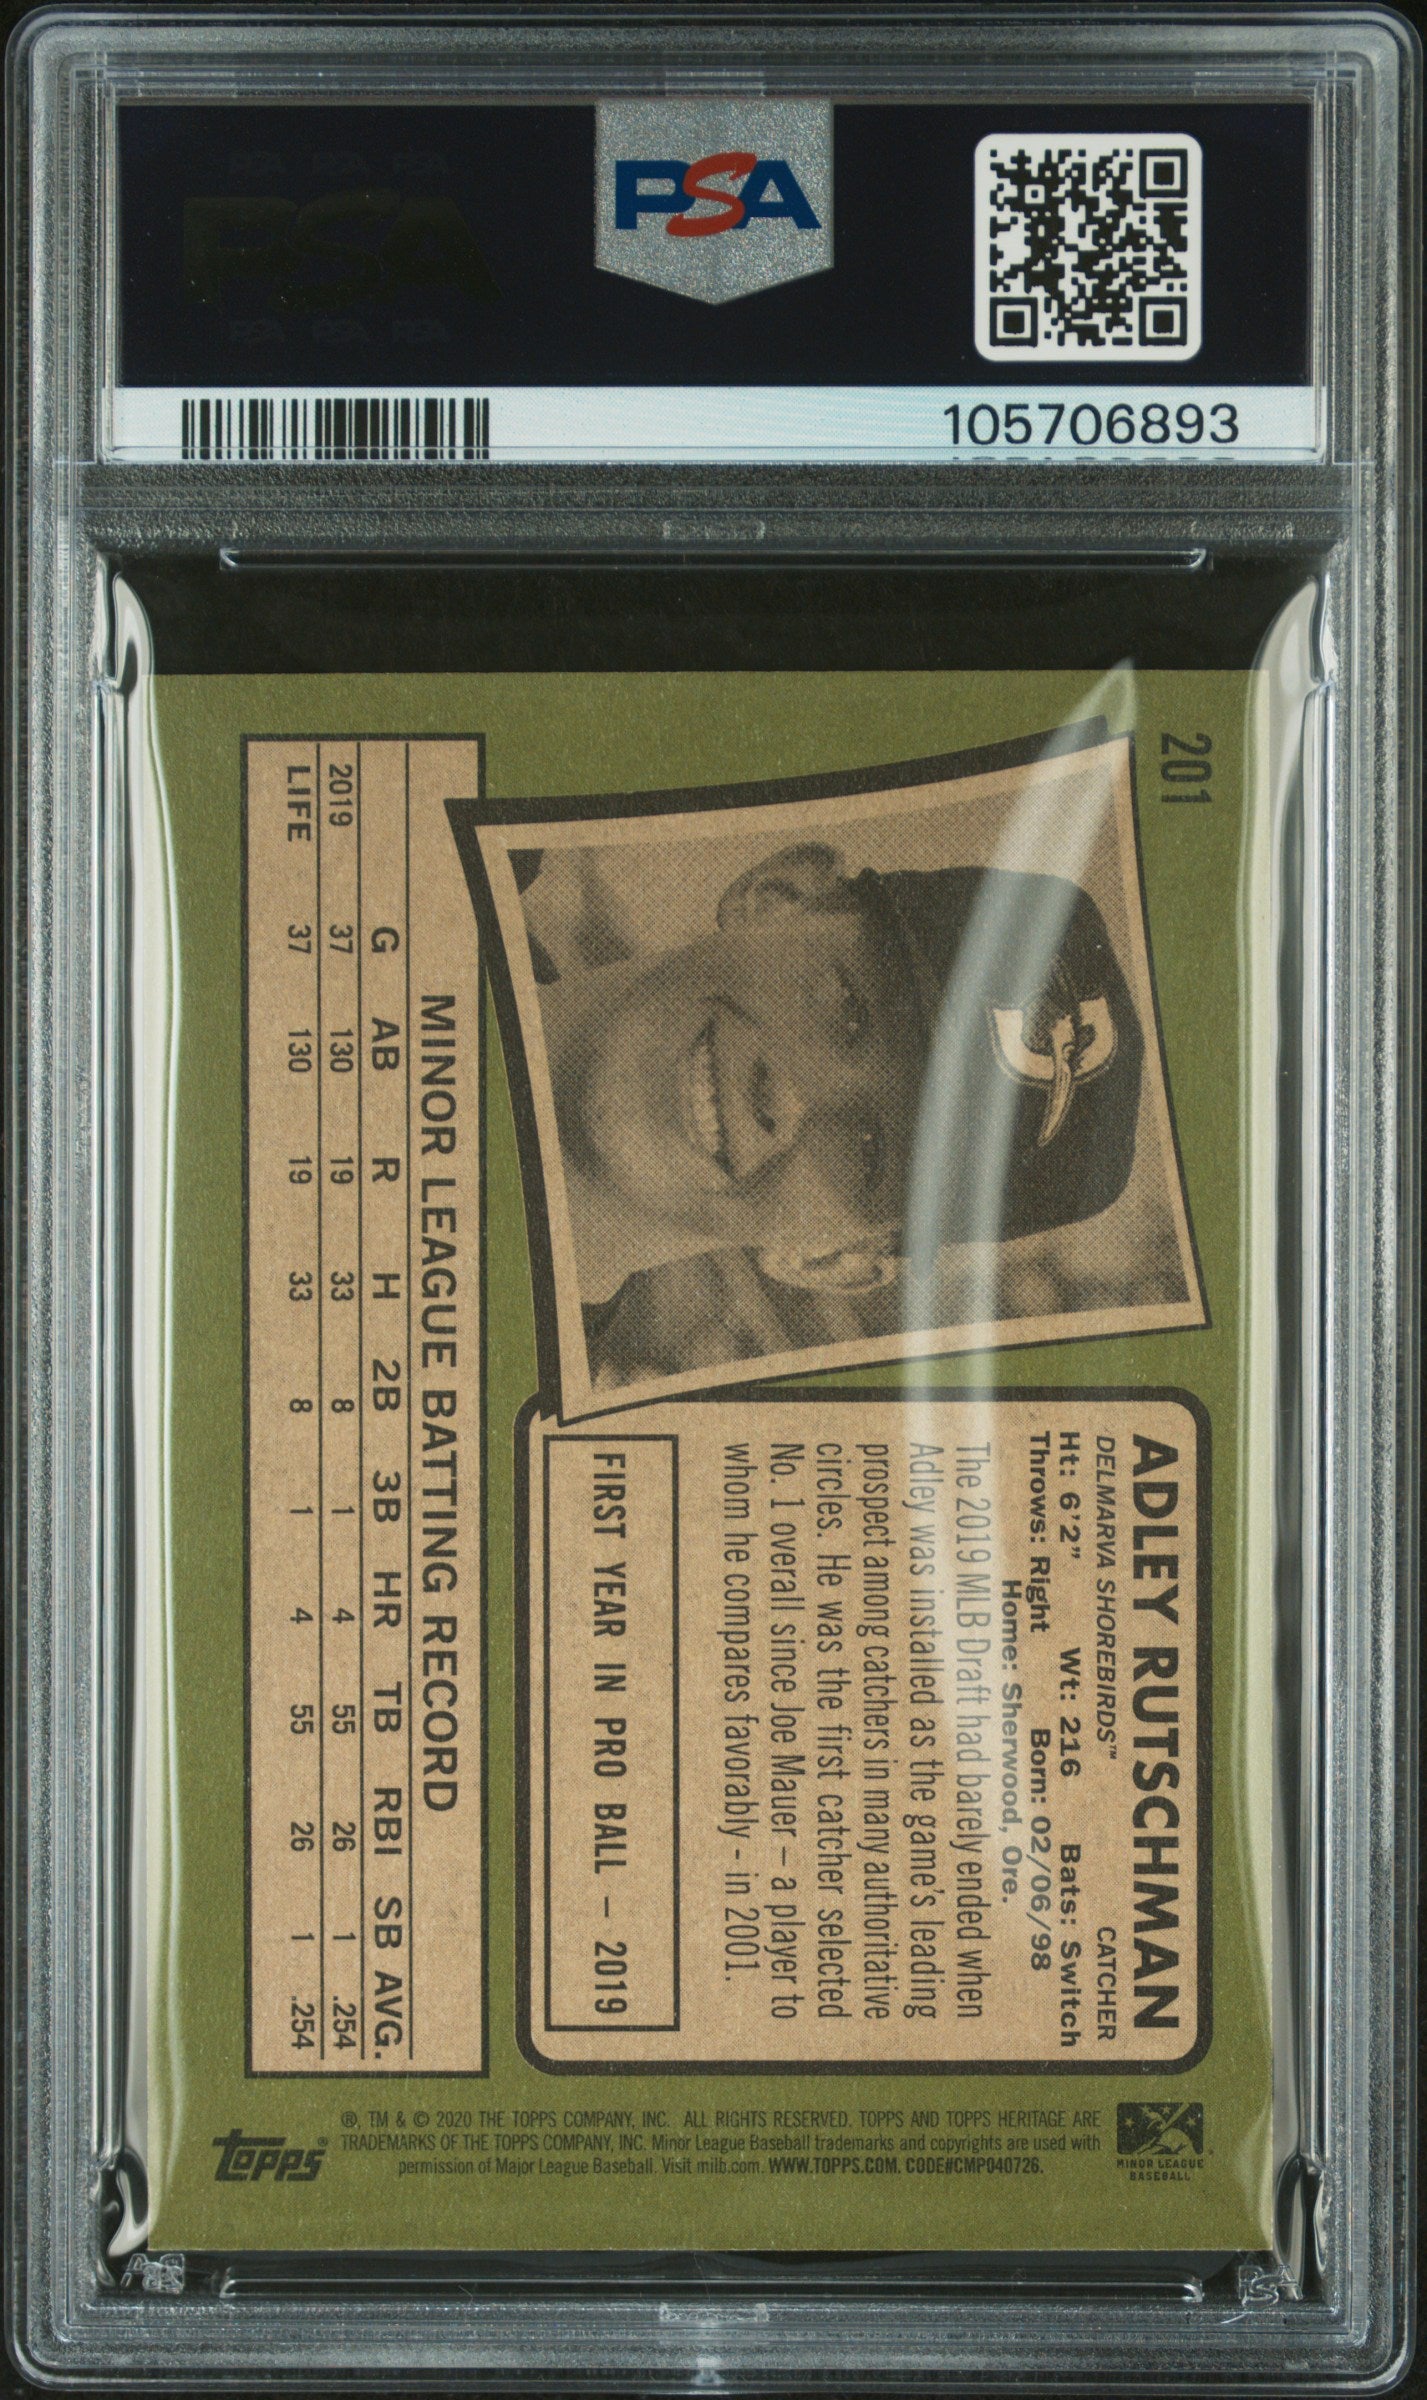 PSA
105706893
201
ADLEY RUTSCHMAN
DELMARVA SHOREBIRDS™ CATCHER
Ht: 6'2" Wt: 216 Bats: Switch
Throws: Right Born: 02/06/98
Home: Sherwood, Ore.
The 2019 MLB Draft had barely ended when
Adley was installed as the game's leading
prospect among catchers in many authoritative
circles. He was the first catcher selected
No. 1 overall since Joe Mauer – a player to
whom he compares favorably - in 2001.
FIRST YEAR IN PRO BALL – 2019
MINOR LEAGUE BATTING RECORD
G AB R H 2B 3B HR TB RBI SB AVG.
2019 37 130 19 33 8 1 4 55 26 1 .254
LIFE 37 130 19 33 8 1 4 55 26 1 .254
MINOR LEAGUE
BASEBALL
®, TM & © 2020 THE TOPPS COMPANY, INC. ALL RIGHTS RESERVED. TOPPS AND TOPPS HERITAGE ARE
TRADEMARKS OF THE TOPPS COMPANY, INC. Minor League Baseball trademarks and copyrights are used with
permission of Major League Baseball. Visit milb.com. WWW.TOPPS.COM. CODE#CMP040726.
Topps®